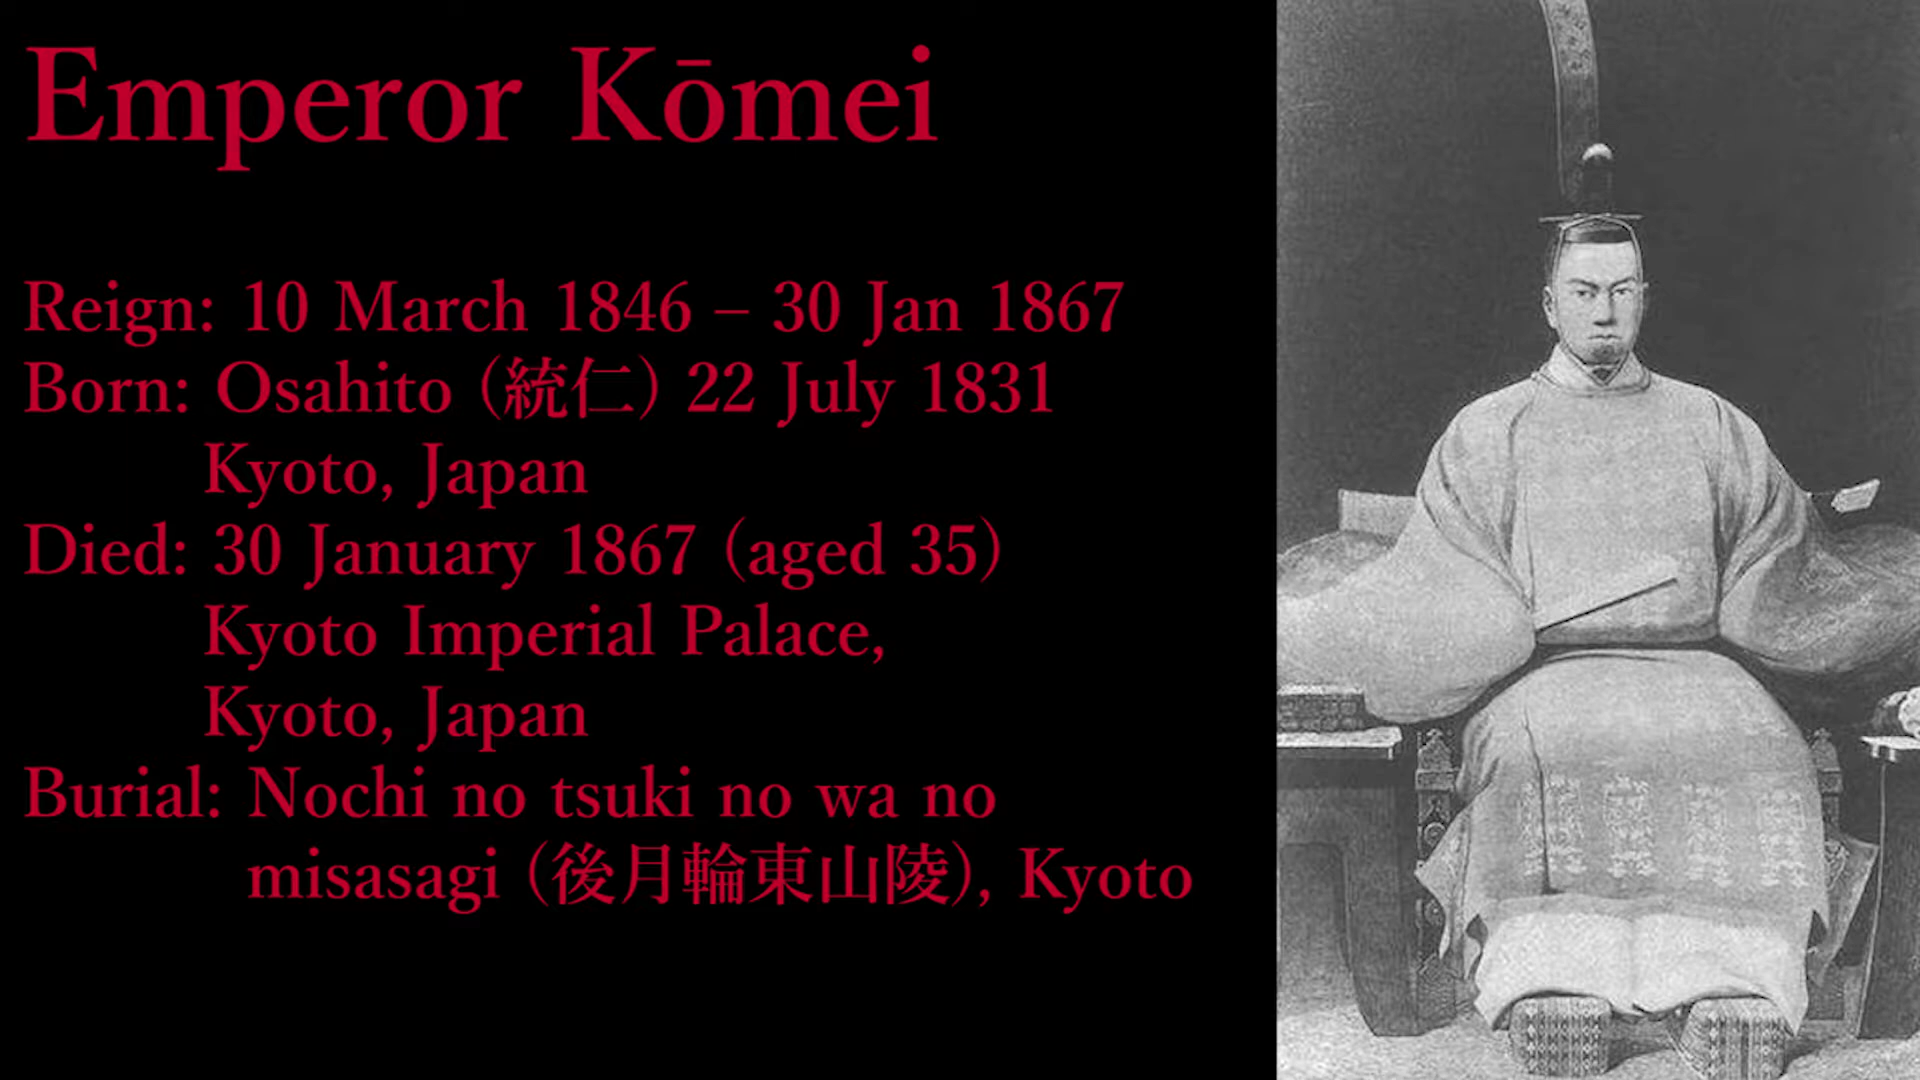 Emperor Kōmei
Reign: 10 March 1846 – 30 Jan 1867
Born: Osahito (統仁) 22 July 1831
Kyoto, Japan
Died: 30 January 1867 (aged 35)
Kyoto Imperial Palace,
Kyoto, Japan
Burial: Nochi no tsuki no wa no
misasagi (後月輪東山陵), Kyoto